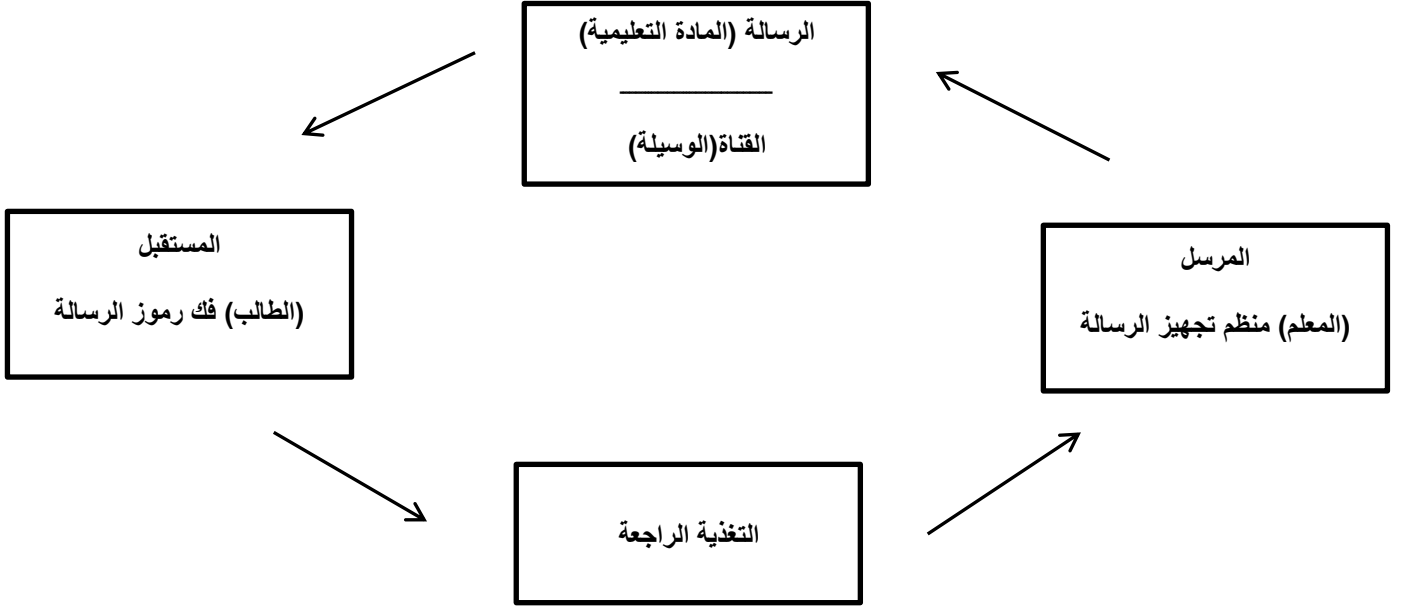 الرسالة (المادة التعليمية)
القناة(الوسيلة)
المرسل
(المعلم) منظم تجهيز الرسالة
المستقبل
(الطالب) فك رموز الرسالة
التغذية الراجعة